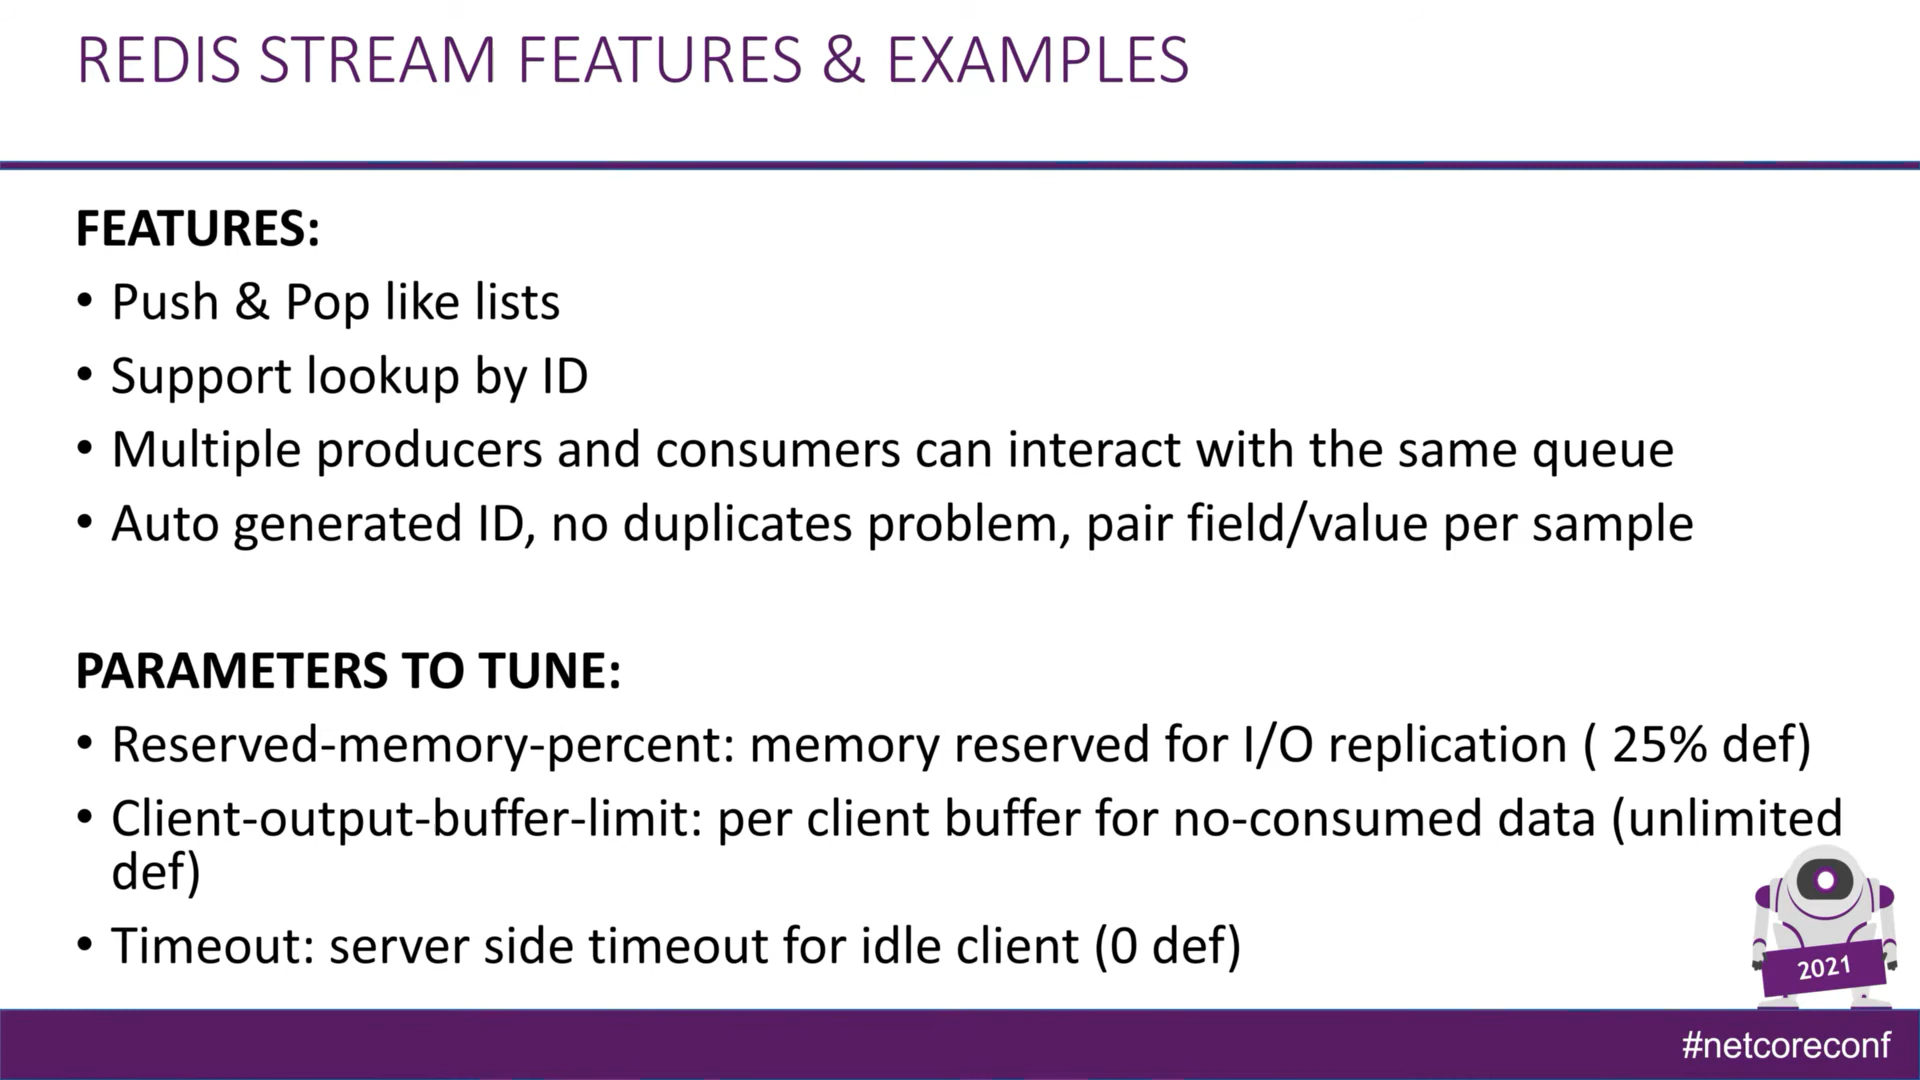 REDIS STREAM FEATURES & EXAMPLES
FEATURES:
• Push & Pop like lists
• Support lookup by ID
• Multiple producers and consumers can interact with the same queue
• Auto generated ID, no duplicates problem, pair field/value per sample
PARAMETERS TO TUNE:
• Reserved-memory-percent: memory reserved for I/O replication ( 25% def)
• Client-output-buffer-limit: per client buffer for no-consumed data (unlimited
def)
• Timeout: server side timeout for idle client (0 def)
2021
#netcoreconf